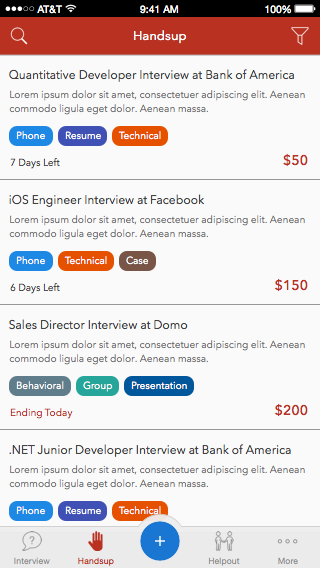 AT&T 9:41 AM 100%
Handsup
Quantitative Developer Interview at Bank of America
Lorem ipsum dolor sit amet, consectetuer adipiscing elit. Aenean
commodo ligula eget dolor. Aenean massa.
Phone Resume Technical
7 Days Left $50
iOS Engineer Interview at Facebook
Lorem ipsum dolor sit amet, consectetuer adipiscing elit. Aenean
commodo ligula eget dolor. Aenean massa.
Phone Technical Case
6 Days Left $150
Sales Director Interview at Domo
Lorem ipsum dolor sit amet, consectetuer adipiscing elit. Aenean
commodo ligula eget dolor. Aenean massa.
Behavioral Group Presentation
Ending Today $200
.NET Junior Developer Interview at Bank of America
Lorem ipsum dolor sit amet, consectetuer adipiscing elit. Aenean
commodo ligula eget dolor. Aenean massa.
Phone Resume Technical
Interview Handsup + Helpout More